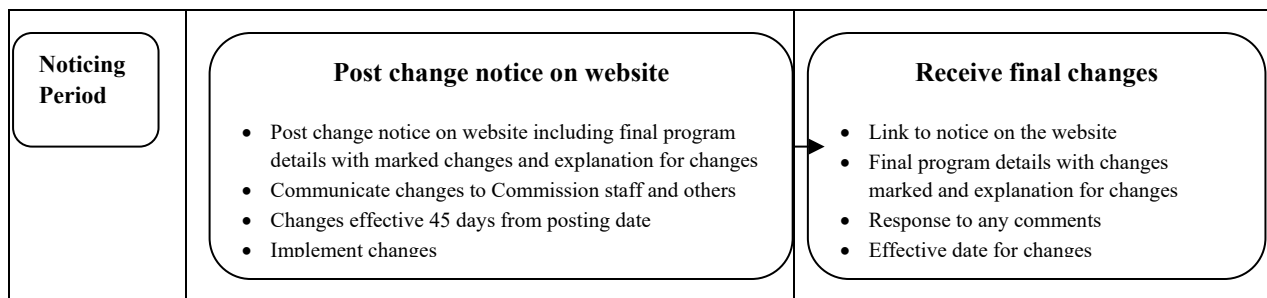 Noticing
Period
Post change notice on website
• Post change notice on website including final program
details with marked changes and explanation for changes
• Communicate changes to Commission staff and others
• Changes effective 45 days from posting date
• Implement changes
Receive final changes
• Link to notice on the website
• Final program details with changes
marked and explanation for changes
• Response to any comments
• Effective date for changes